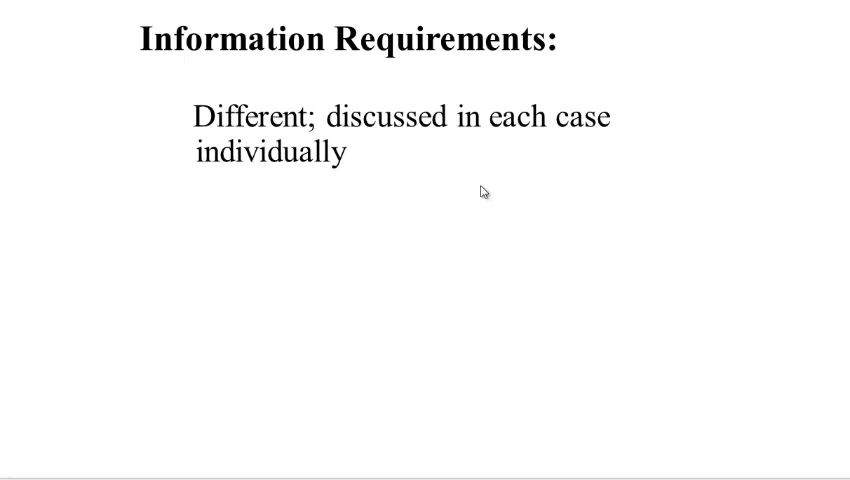 Information Requirements:
Different; discussed in each case
individually